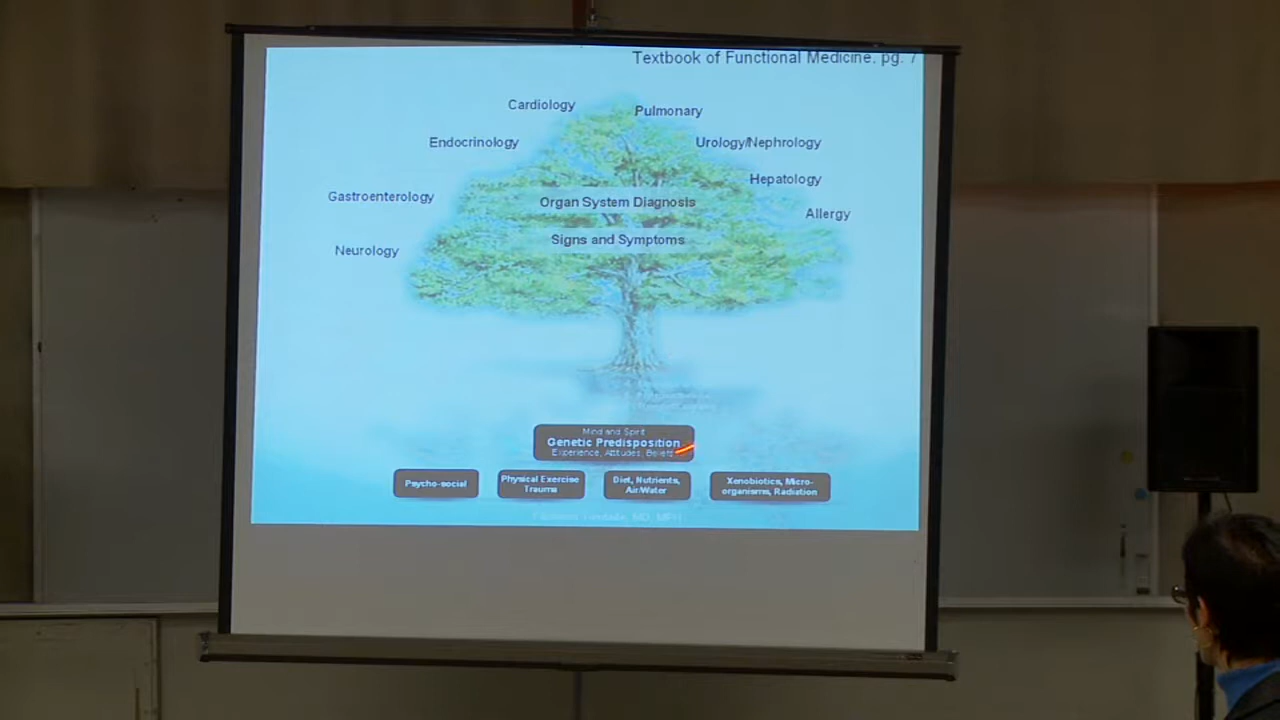 Textbook of Functional Medicine, pg. 7
Cardiology
Pulmonary
Endocrinology
Urology/Nephrology
Hepatology
Gastroenterology
Organ System Diagnosis
Allergy
Signs and Symptoms
Neurology
Mind and Spirit
Genetic Predisposition
Experience, Attitudes, Beliefs
Psycho-social
Physical Exercise
Trauma
Diet, Nutrients,
Air/Water
Xenobiotics, Micro-
organisms, Radiation
MD, MPH